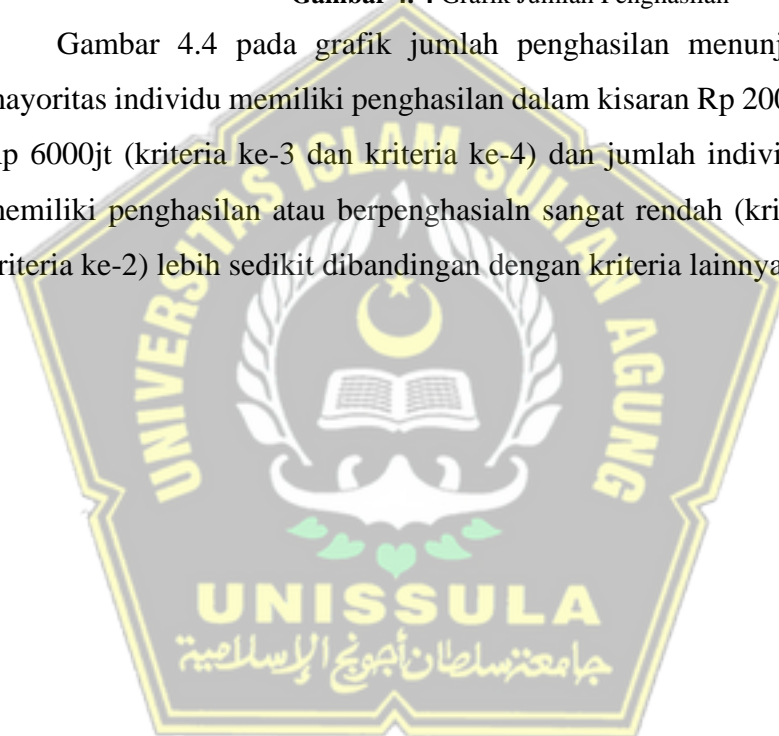 Gambar 4. 4 Grafik Jumlah Penghasilan
Gambar 4.4 pada grafik jumlah penghasilan menunj
mayoritas individu memiliki penghasilan dalam kisaran Rp 200
Rp 6000jt (kriteria ke-3 dan kriteria ke-4) dan jumlah indivi
memiliki penghasilan atau berpenghasialn sangat rendah (kri
kriteria ke-2) lebih sedikit dibandingan dengan kriteria lainnya
UNIVERSITAS ISLAM SULTAN AGUNG
UNISSULA
جامعتسلطان أجونج الإسلامية